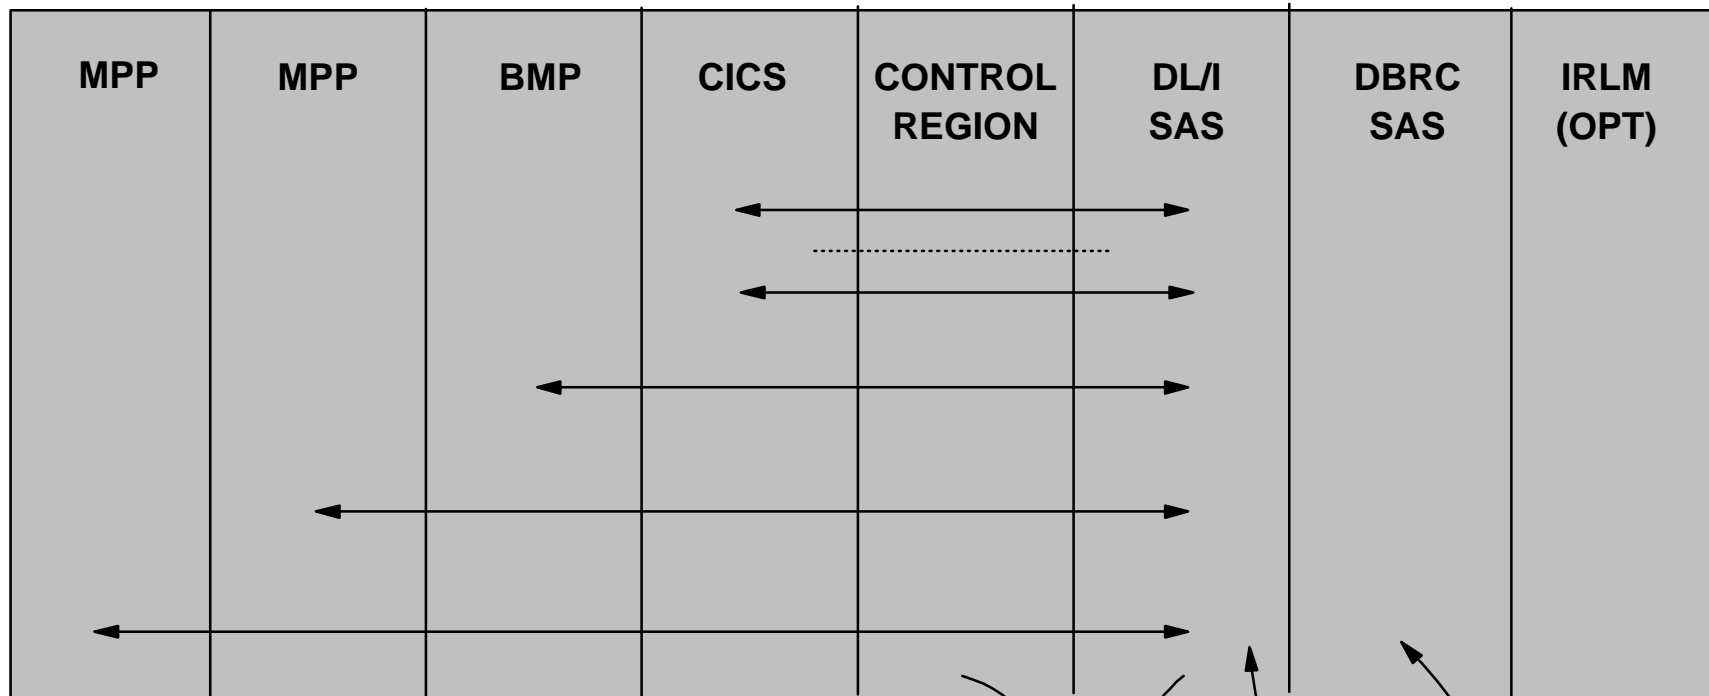 MPP
MPP
BMP
CICS
CONTROL
REGION
DL/I
SAS
DBRC
SAS
IRLM
(OPT)